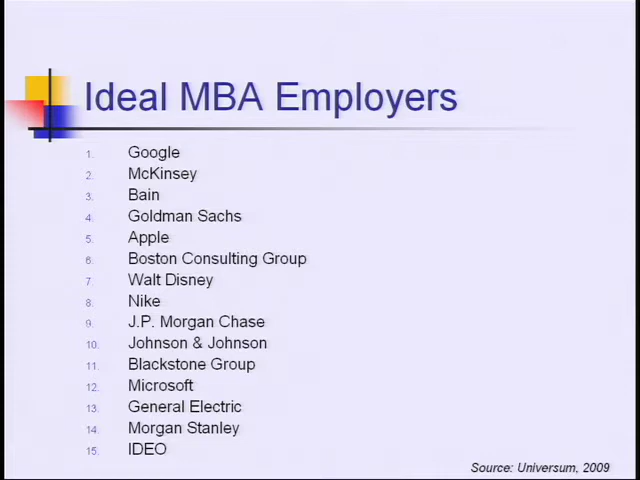 Ideal MBA Employers
1. Google
2. McKinsey
3. Bain
4. Goldman Sachs
5. Apple
6. Boston Consulting Group
7. Walt Disney
8. Nike
9. J.P. Morgan Chase
10. Johnson & Johnson
11. Blackstone Group
12. Microsoft
13. General Electric
14. Morgan Stanley
15. IDEO
Source: Universum, 2009